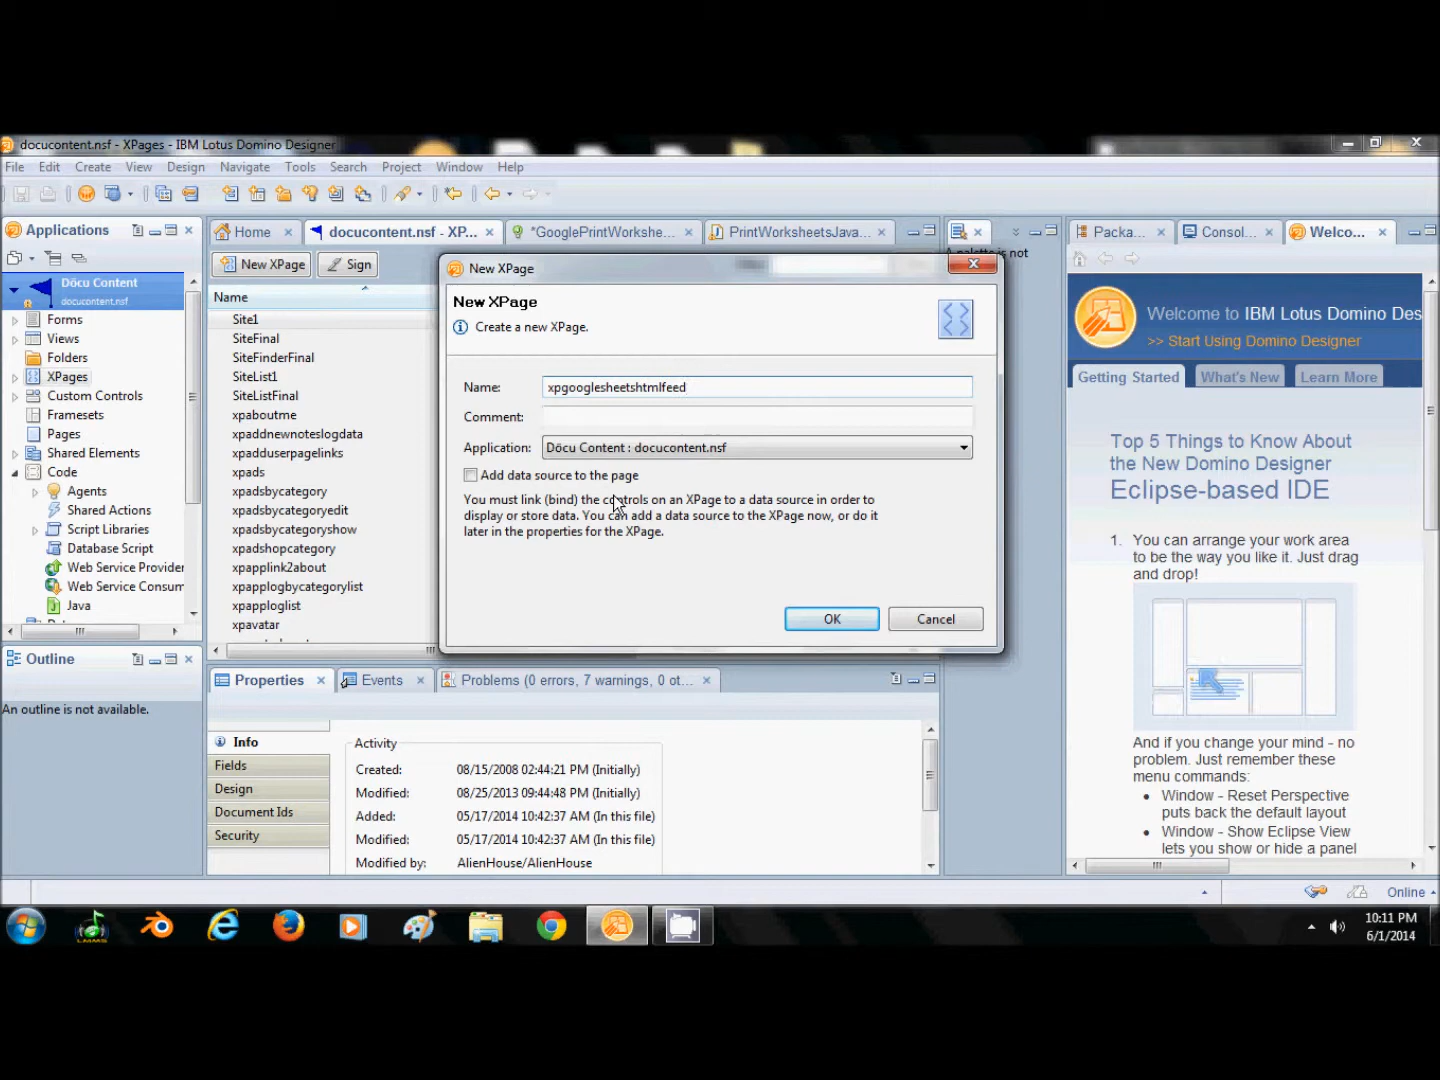 docucontent.nsf - XPages - IBM Lotus Domino Designer
File Edit Create View Design Navigate Tools Search Project Window Help
Applications
Home
docucontent.nsf - XP...
*GooglePrintWorkshe...
PrintWorksheetsJava...
Packa...
Consol...
Welco...
New XPage
Sign
Döcu Content
docucontent.nsf
Forms
Views
Folders
XPages
Custom Controls
Framesets
Pages
Shared Elements
Code
Agents
Shared Actions
Script Libraries
Database Script
Web Service Provider
Web Service Consum
Java
Name
Site1
SiteFinal
SiteFinderFinal
SiteList1
SiteListFinal
xpaboutme
xpaddnewnoteslogdata
xpadduserpagelinks
xpads
xpadsbycategory
xpadsbycategoryedit
xpadsbycategoryshow
xpadshopcategory
xpapplink2about
xpapplogbycategorylist
xpapploglist
xpavatar
New XPage
New XPage
Create a new XPage.
Name: xpgooglesheetshtmlfeed
Comment:
Application: Döcu Content : docucontent.nsf
Add data source to the page
You must link (bind) the controls on an XPage to a data source in order to
display or store data. You can add a data source to the XPage now, or do it
later in the properties for the XPage.
OK Cancel
A palette is not
Welcome to IBM Lotus Domino Des
>> Start Using Domino Designer
Getting Started What's New Learn More
Top 5 Things to Know About
the New Domino Designer
Eclipse-based IDE
1. You can arrange your work area
to be the way you like it. Just drag
and drop!
And if you change your mind - no
problem. Just remember these
menu commands:
• Window - Reset Perspective
puts back the default layout
• Window - Show Eclipse View
lets you show or hide a panel
Outline
An outline is not available.
Properties
Events
Problems (0 errors, 7 warnings, 0 ot...
Info
Fields
Design
Document Ids
Security
Activity
Created: 08/15/2008 02:44:21 PM (Initially)
Modified: 08/25/2013 09:44:48 PM (Initially)
Added: 05/17/2014 10:42:37 AM (In this file)
Modified: 05/17/2014 10:42:37 AM (In this file)
Modified by: AlienHouse/AlienHouse
Online
LMMS
10:11 PM
6/1/2014